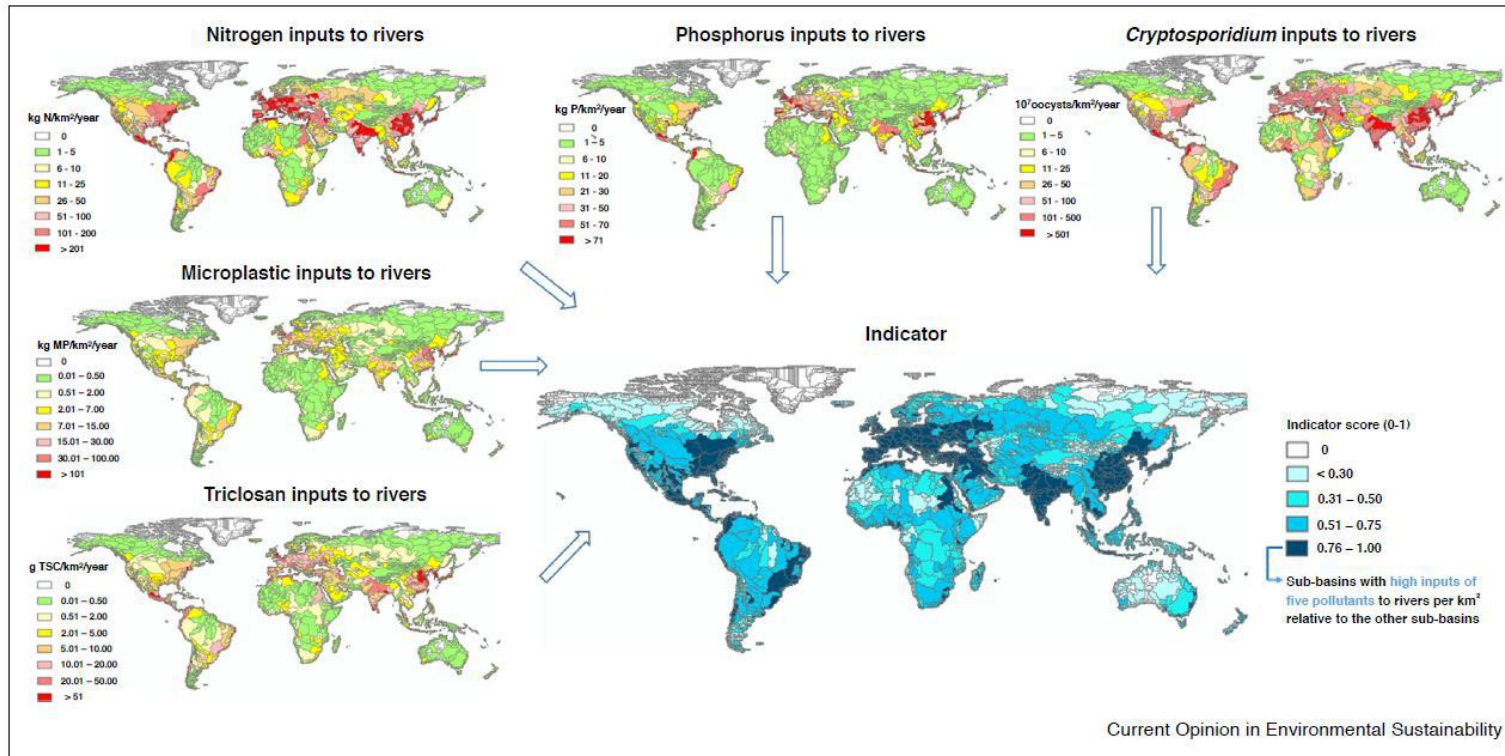 Nitrogen inputs to rivers
kg N/km²/year
0
1 – 5
6 - 10
11 - 25
26 - 50
51 - 100
101 - 200
> 201
Phosphorus inputs to rivers
kg P/km²/year
0
1 – 5
6 - 10
11 - 20
21 - 30
31 - 50
51 - 70
> 71
Cryptosporidium inputs to rivers
10⁷oocysts/km²/year
0
1 - 5
6 - 10
11 - 25
26 - 50
51 - 100
101 - 500
> 501
Microplastic inputs to rivers
kg MP/km²/year
0
0.01 – 0.50
0.51 – 2.00
2.01 – 7.00
7.01 – 15.00
15.01 – 30.00
30.01 – 100.00
> 101
Triclosan inputs to rivers
g TSC/km²/year
0
0.01 – 0.50
0.51 – 2.00
2.01 – 5.00
5.01 – 10.00
10.01 – 20.00
20.01 – 50.00
> 51
Indicator
Indicator score (0-1)
0
< 0.30
0.31 – 0.50
0.51 – 0.75
0.76 – 1.00
Sub-basins with high inputs of
five pollutants to rivers per km²
relative to the other sub-basins
Current Opinion in Environmental Sustainability